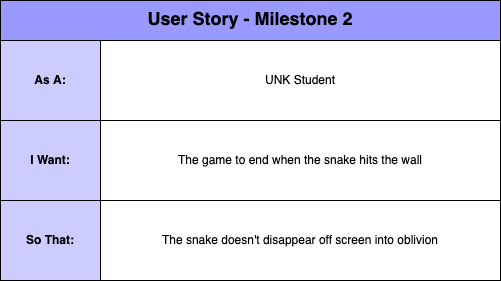 User Story - Milestone 2
As A:
UNK Student
I Want:
The game to end when the snake hits the wall
So That:
The snake doesn't disappear off screen into oblivion